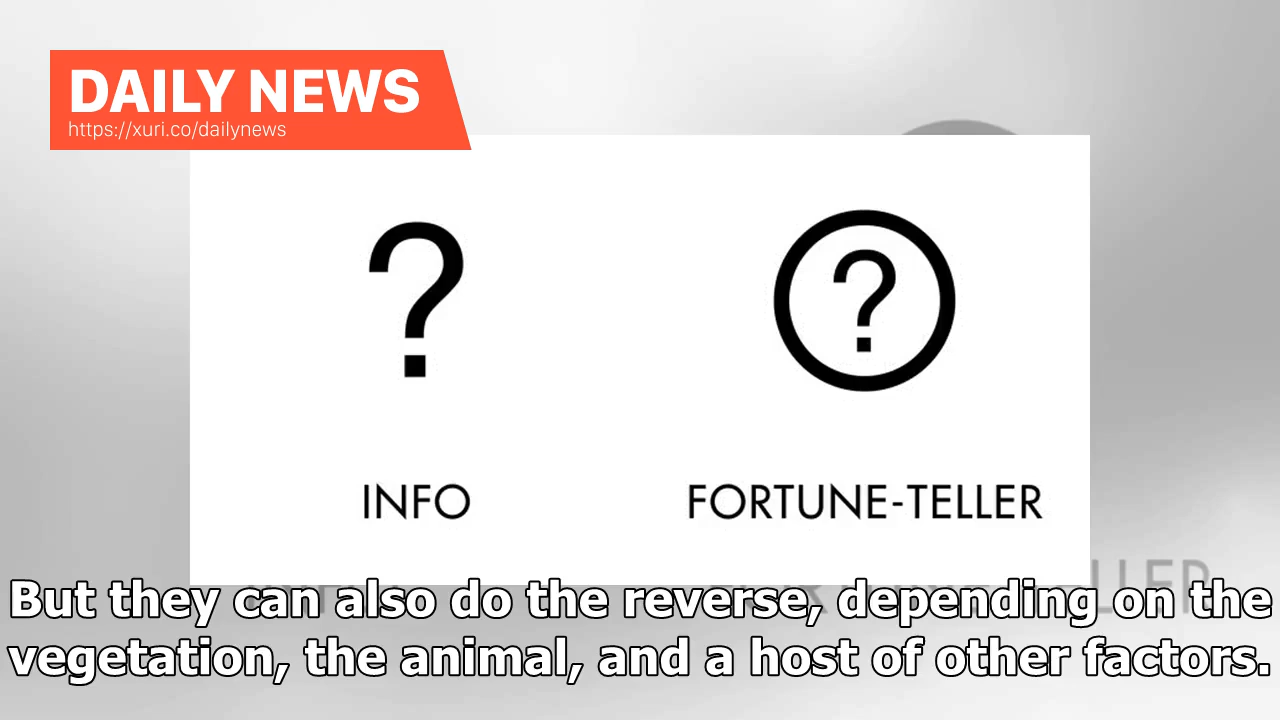 DAILY NEWS
https://xuri.co/dailynews
?
?
INFO
FORTUNE-TELLER
But they can also do the reverse, depending on the
vegetation, the animal, and a host of other factors.